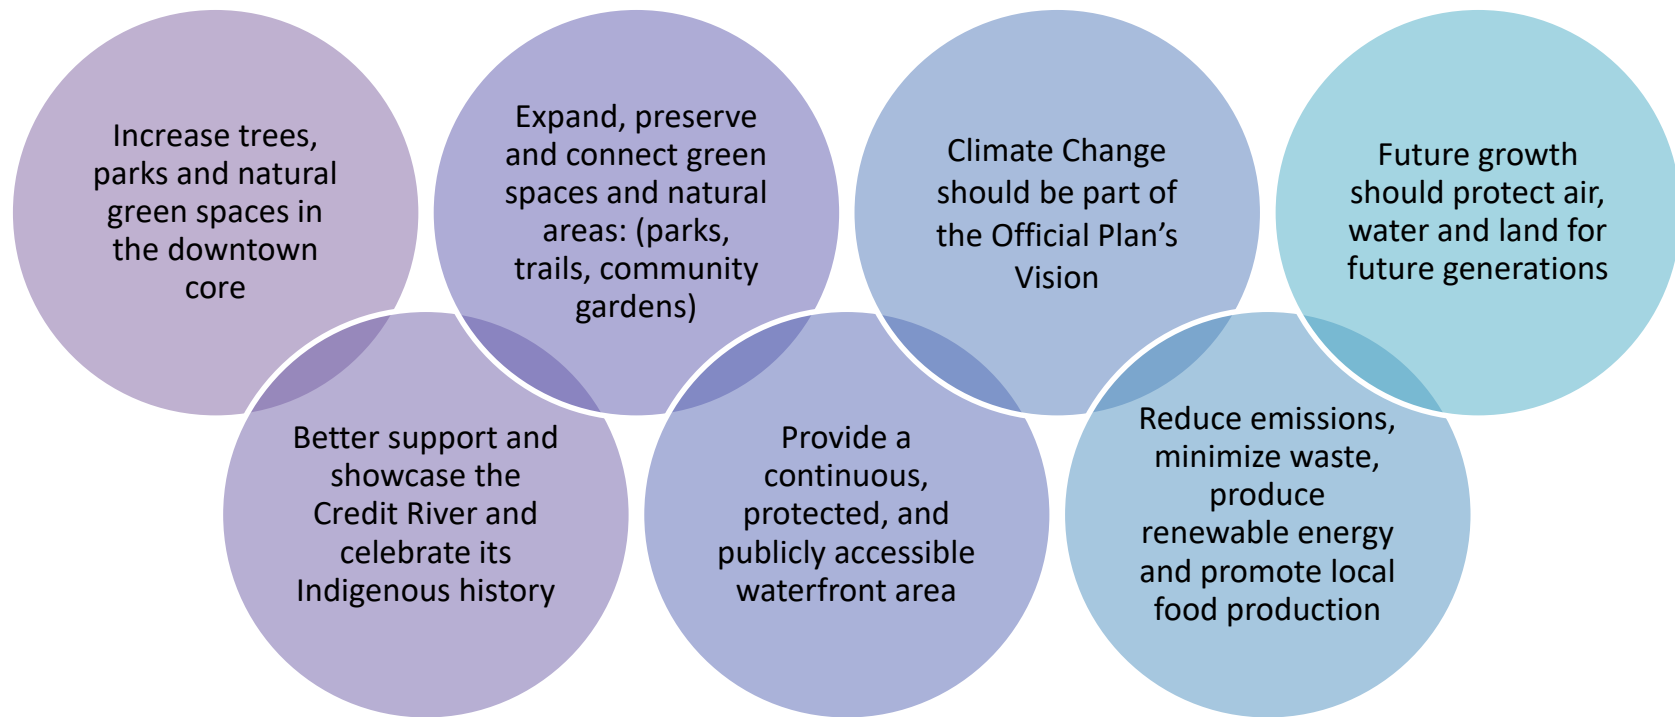 Increase trees,
parks and natural
green spaces in
the downtown
core
Better support and
showcase the
Credit River and
celebrate its
Indigenous history
Expand, preserve
and connect green
spaces and natural
areas: (parks,
trails, community
gardens)
Provide a
continuous,
protected, and
publicly accessible
waterfront area
Climate Change
should be part of
the Official Plan’s
Vision
Reduce emissions,
minimize waste,
produce
renewable energy
and promote local
food production
Future growth
should protect air,
water and land for
future generations